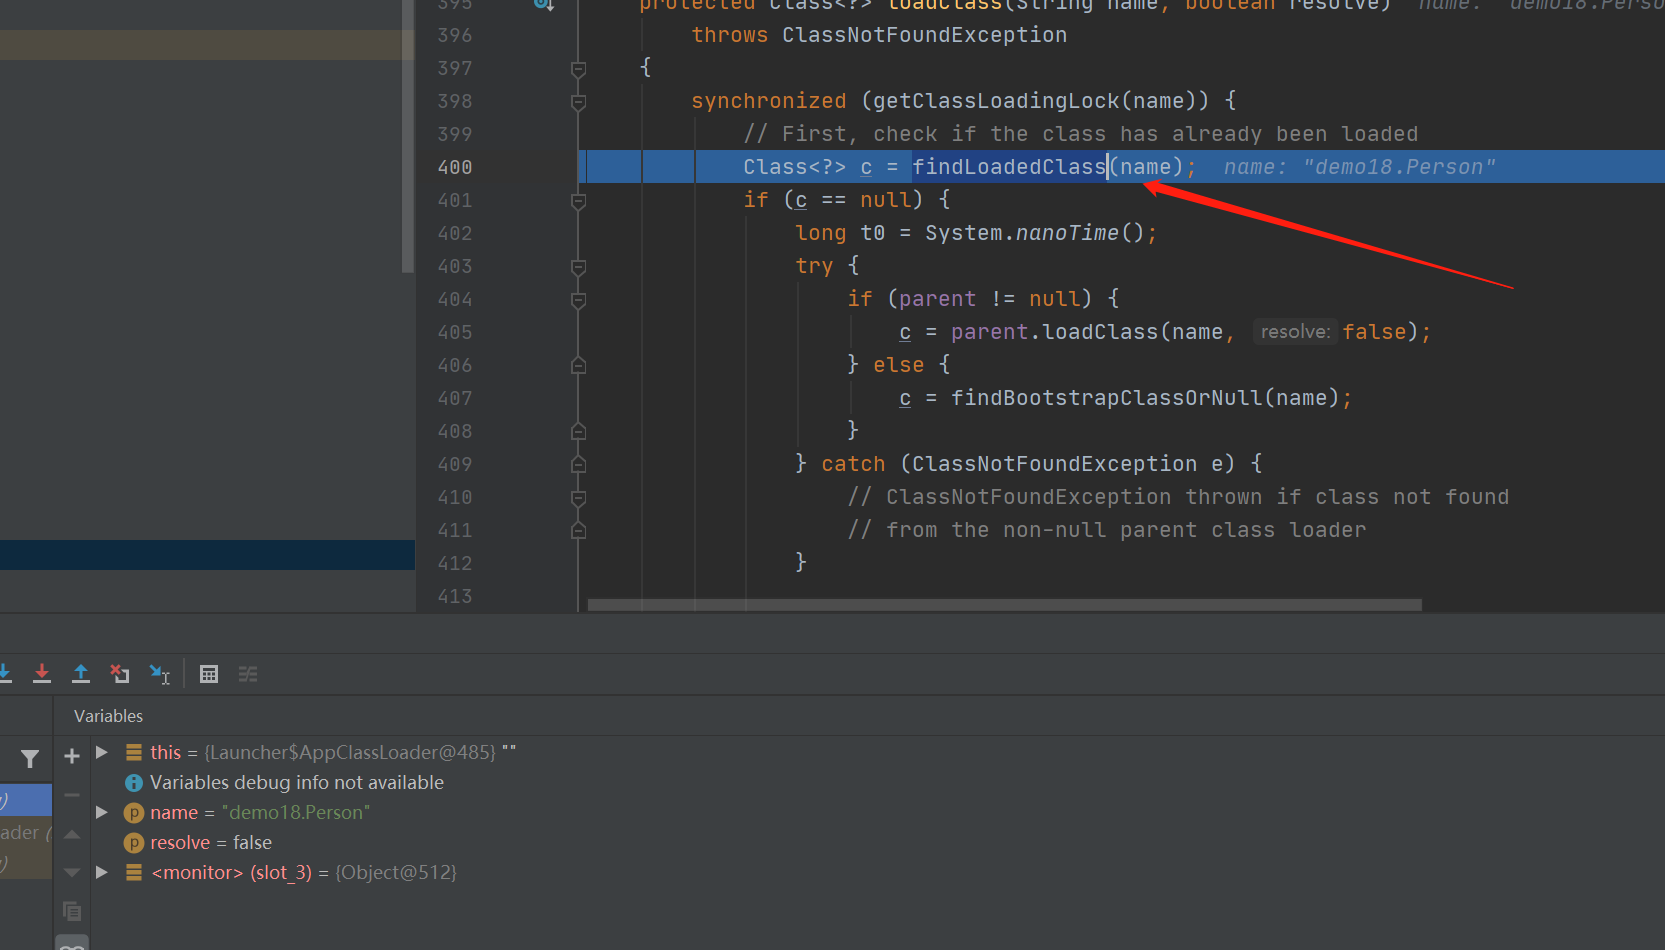 395 protected Class<?> loadClass(String name, boolean resolve) name: "demo18.Perso
396 throws ClassNotFoundException
397 {
398 synchronized (getClassLoadingLock(name)) {
399 // First, check if the class has already been loaded
400 Class<?> c = findLoadedClass(name); name: "demo18.Person"
401 if (c == null) {
402 long t0 = System.nanoTime();
403 try {
404 if (parent != null) {
405 c = parent.loadClass(name, resolve: false);
406 } else {
407 c = findBootstrapClassOrNull(name);
408 }
409 } catch (ClassNotFoundException e) {
410 // ClassNotFoundException thrown if class not found
411 // from the non-null parent class loader
412 }
413
Variables
this = {Launcher$AppClassLoader@485} ""
Variables debug info not available
name = "demo18.Person"
resolve = false
<monitor> (slot_3) = {Object@512}
)
ader (
)